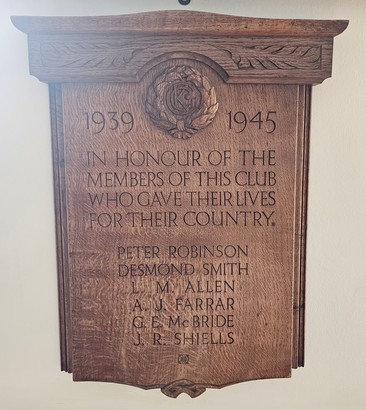 1939 1945
IN HONOUR OF THE
MEMBERS OF THIS CLUB
WHO GAVE THEIR LIVES
FOR THEIR COUNTRY.
PETER ROBINSON
DESMOND SMITH
L. M. ALLEN
A. J. FARRAR
G. E. McBRIDE
J. R. SHIELLS